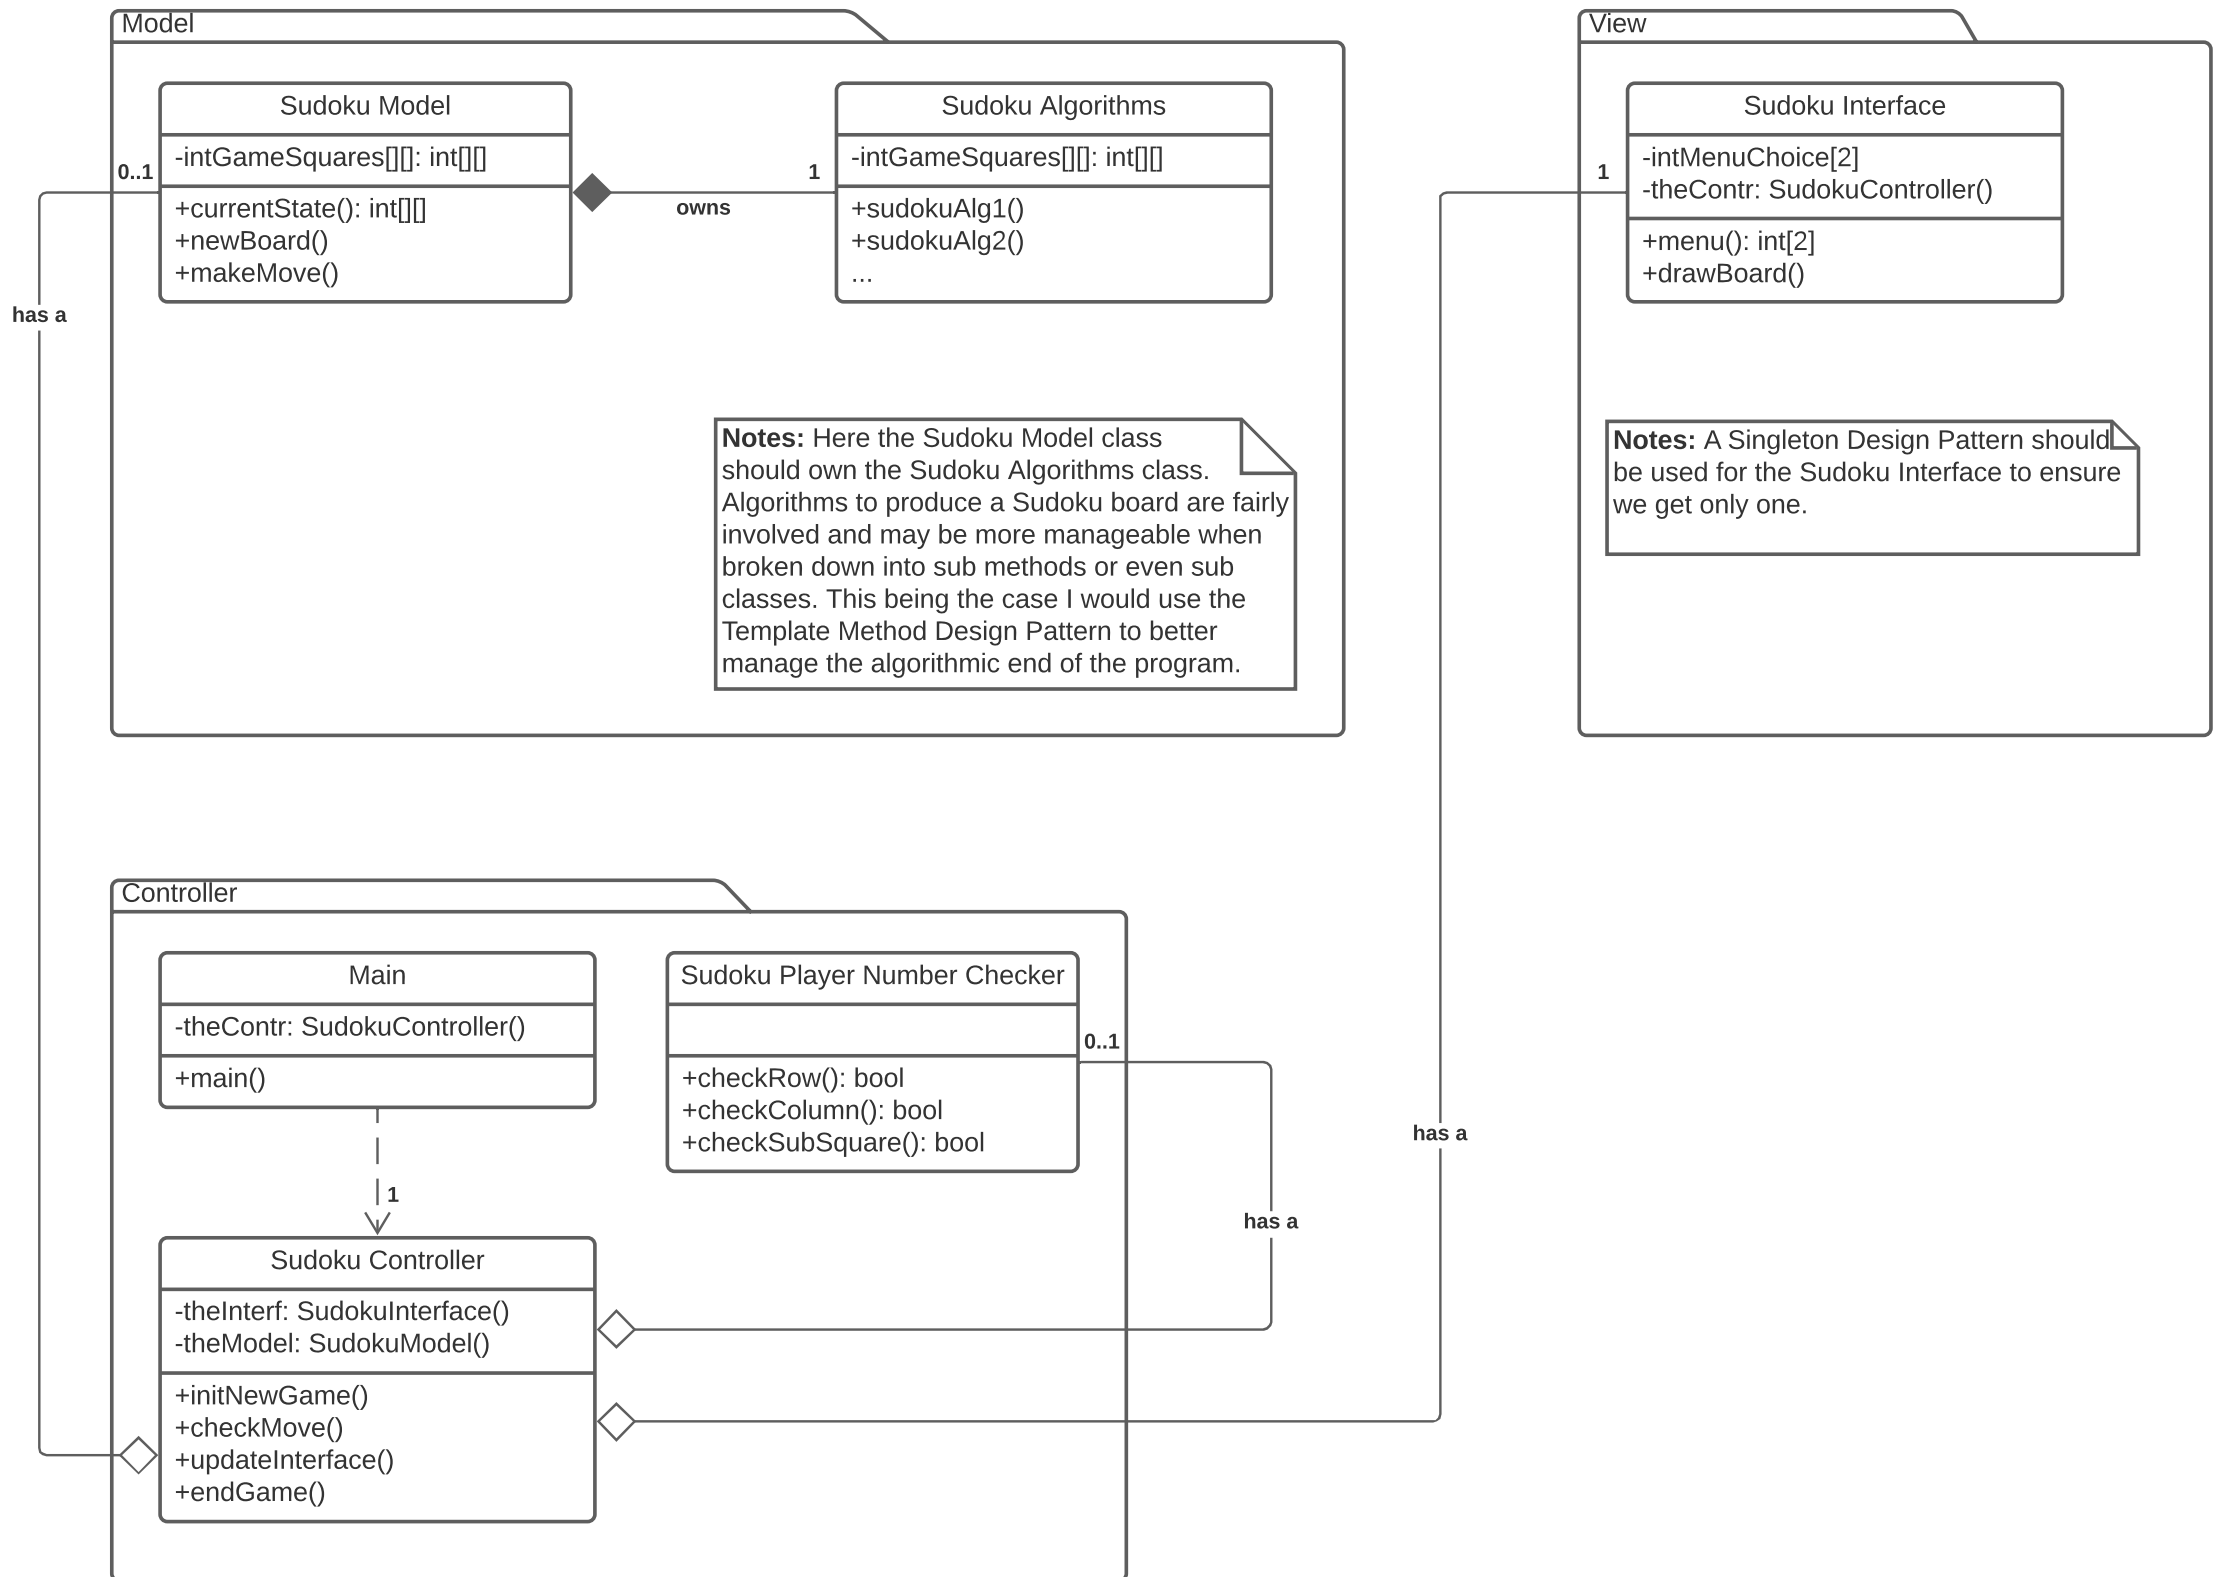 Model
Sudoku Model
-intGameSquares[][]: int[][]
+currentState(): int[][]
+newBoard()
+makeMove()
0..1
has a
owns
1
Sudoku Algorithms
-intGameSquares[][]: int[][]
+sudokuAlg1()
+sudokuAlg2()
...
Notes: Here the Sudoku Model class
should own the Sudoku Algorithms class.
Algorithms to produce a Sudoku board are fairly
involved and may be more manageable when
broken down into sub methods or even sub
classes. This being the case I would use the
Template Method Design Pattern to better
manage the algorithmic end of the program.
View
1
Sudoku Interface
-intMenuChoice[2]
-theContr: SudokuController()
+menu(): int[2]
+drawBoard()
Notes: A Singleton Design Pattern should
be used for the Sudoku Interface to ensure
we get only one.
has a
Controller
Main
-theContr: SudokuController()
+main()
1
Sudoku Player Number Checker
+checkRow(): bool
+checkColumn(): bool
+checkSubSquare(): bool
0..1
has a
Sudoku Controller
-theInterf: SudokuInterface()
-theModel: SudokuModel()
+initNewGame()
+checkMove()
+updateInterface()
+endGame()